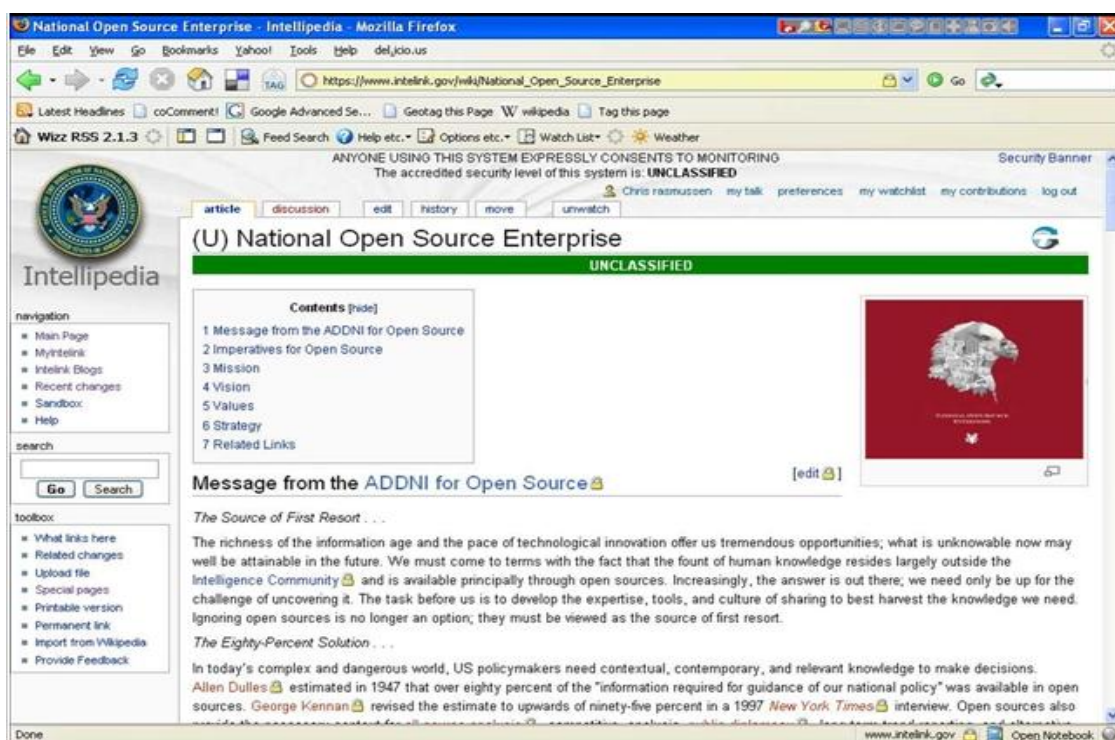 National Open Source Enterprise - Intellipedia - Mozilla Firefox
File Edit View Go Bookmarks Yahoo! Tools Help del.icio.us
TAG https://www.intelink.gov/wiki/National_Open_Source_Enterprise Go
Latest Headlines coComment! Google Advanced Se... Geotag this Page W wikipedia Tag this page
Wizz RSS 2.1.3 Feed Search Help etc. Options etc. Watch List Weather
ANYONE USING THIS SYSTEM EXPRESSLY CONSENTS TO MONITORING
Security Banner
The accredited security level of this system is: UNCLASSIFIED
Chris rasmussen my talk preferences my watchlist my contributions log out
article discussion edit history move unwatch
(U) National Open Source Enterprise
UNCLASSIFIED
Intellipedia
navigation
Main Page
MyIntelink
Intelink Blogs
Recent changes
Sandbox
Help
search
Go Search
toolbox
What links here
Related changes
Upload file
Special pages
Printable version
Permanent link
Import from Wikipedia
Provide Feedback
Contents [hide]
1 Message from the ADDNI for Open Source
2 Imperatives for Open Source
3 Mission
4 Vision
5 Values
6 Strategy
7 Related Links
NATIONAL OPEN SOURCE
ENTERPRISE
[edit]
Message from the ADDNI for Open Source
The Source of First Resort . . .
The richness of the information age and the pace of technological innovation offer us tremendous opportunities; what is unknowable now may
well be attainable in the future. We must come to terms with the fact that the fount of human knowledge resides largely outside the
Intelligence Community and is available principally through open sources. Increasingly, the answer is out there; we need only be up for the
challenge of uncovering it. The task before us is to develop the expertise, tools, and culture of sharing to best harvest the knowledge we need.
Ignoring open sources is no longer an option; they must be viewed as the source of first resort.
The Eighty-Percent Solution . . .
In today's complex and dangerous world, US policymakers need contextual, contemporary, and relevant knowledge to make decisions.
Allen Dulles estimated in 1947 that over eighty percent of the "information required for guidance of our national policy" was available in open
sources. George Kennan revised the estimate to upwards of ninety-five percent in a 1997 New York Times interview. Open sources also
Done
www.intelink.gov Open Notebook